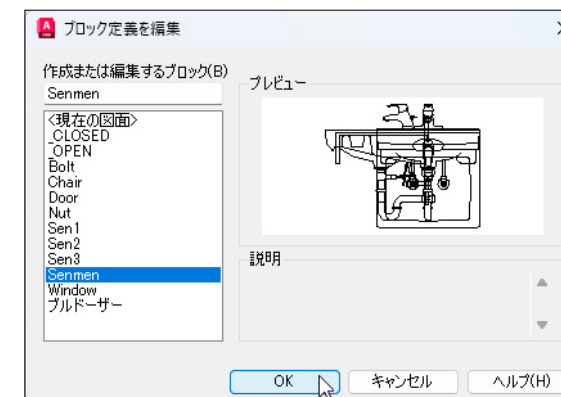 ブロック定義を編集
作成または編集するブロック(B)
Senmen
<現在の図面>
_CLOSED
_OPEN
Bolt
Chair
Door
Nut
Sen1
Sen2
Sen3
Senmen
Window
ブルドーザー
プレビュー
説明
OK
キャンセル
ヘルプ(H)